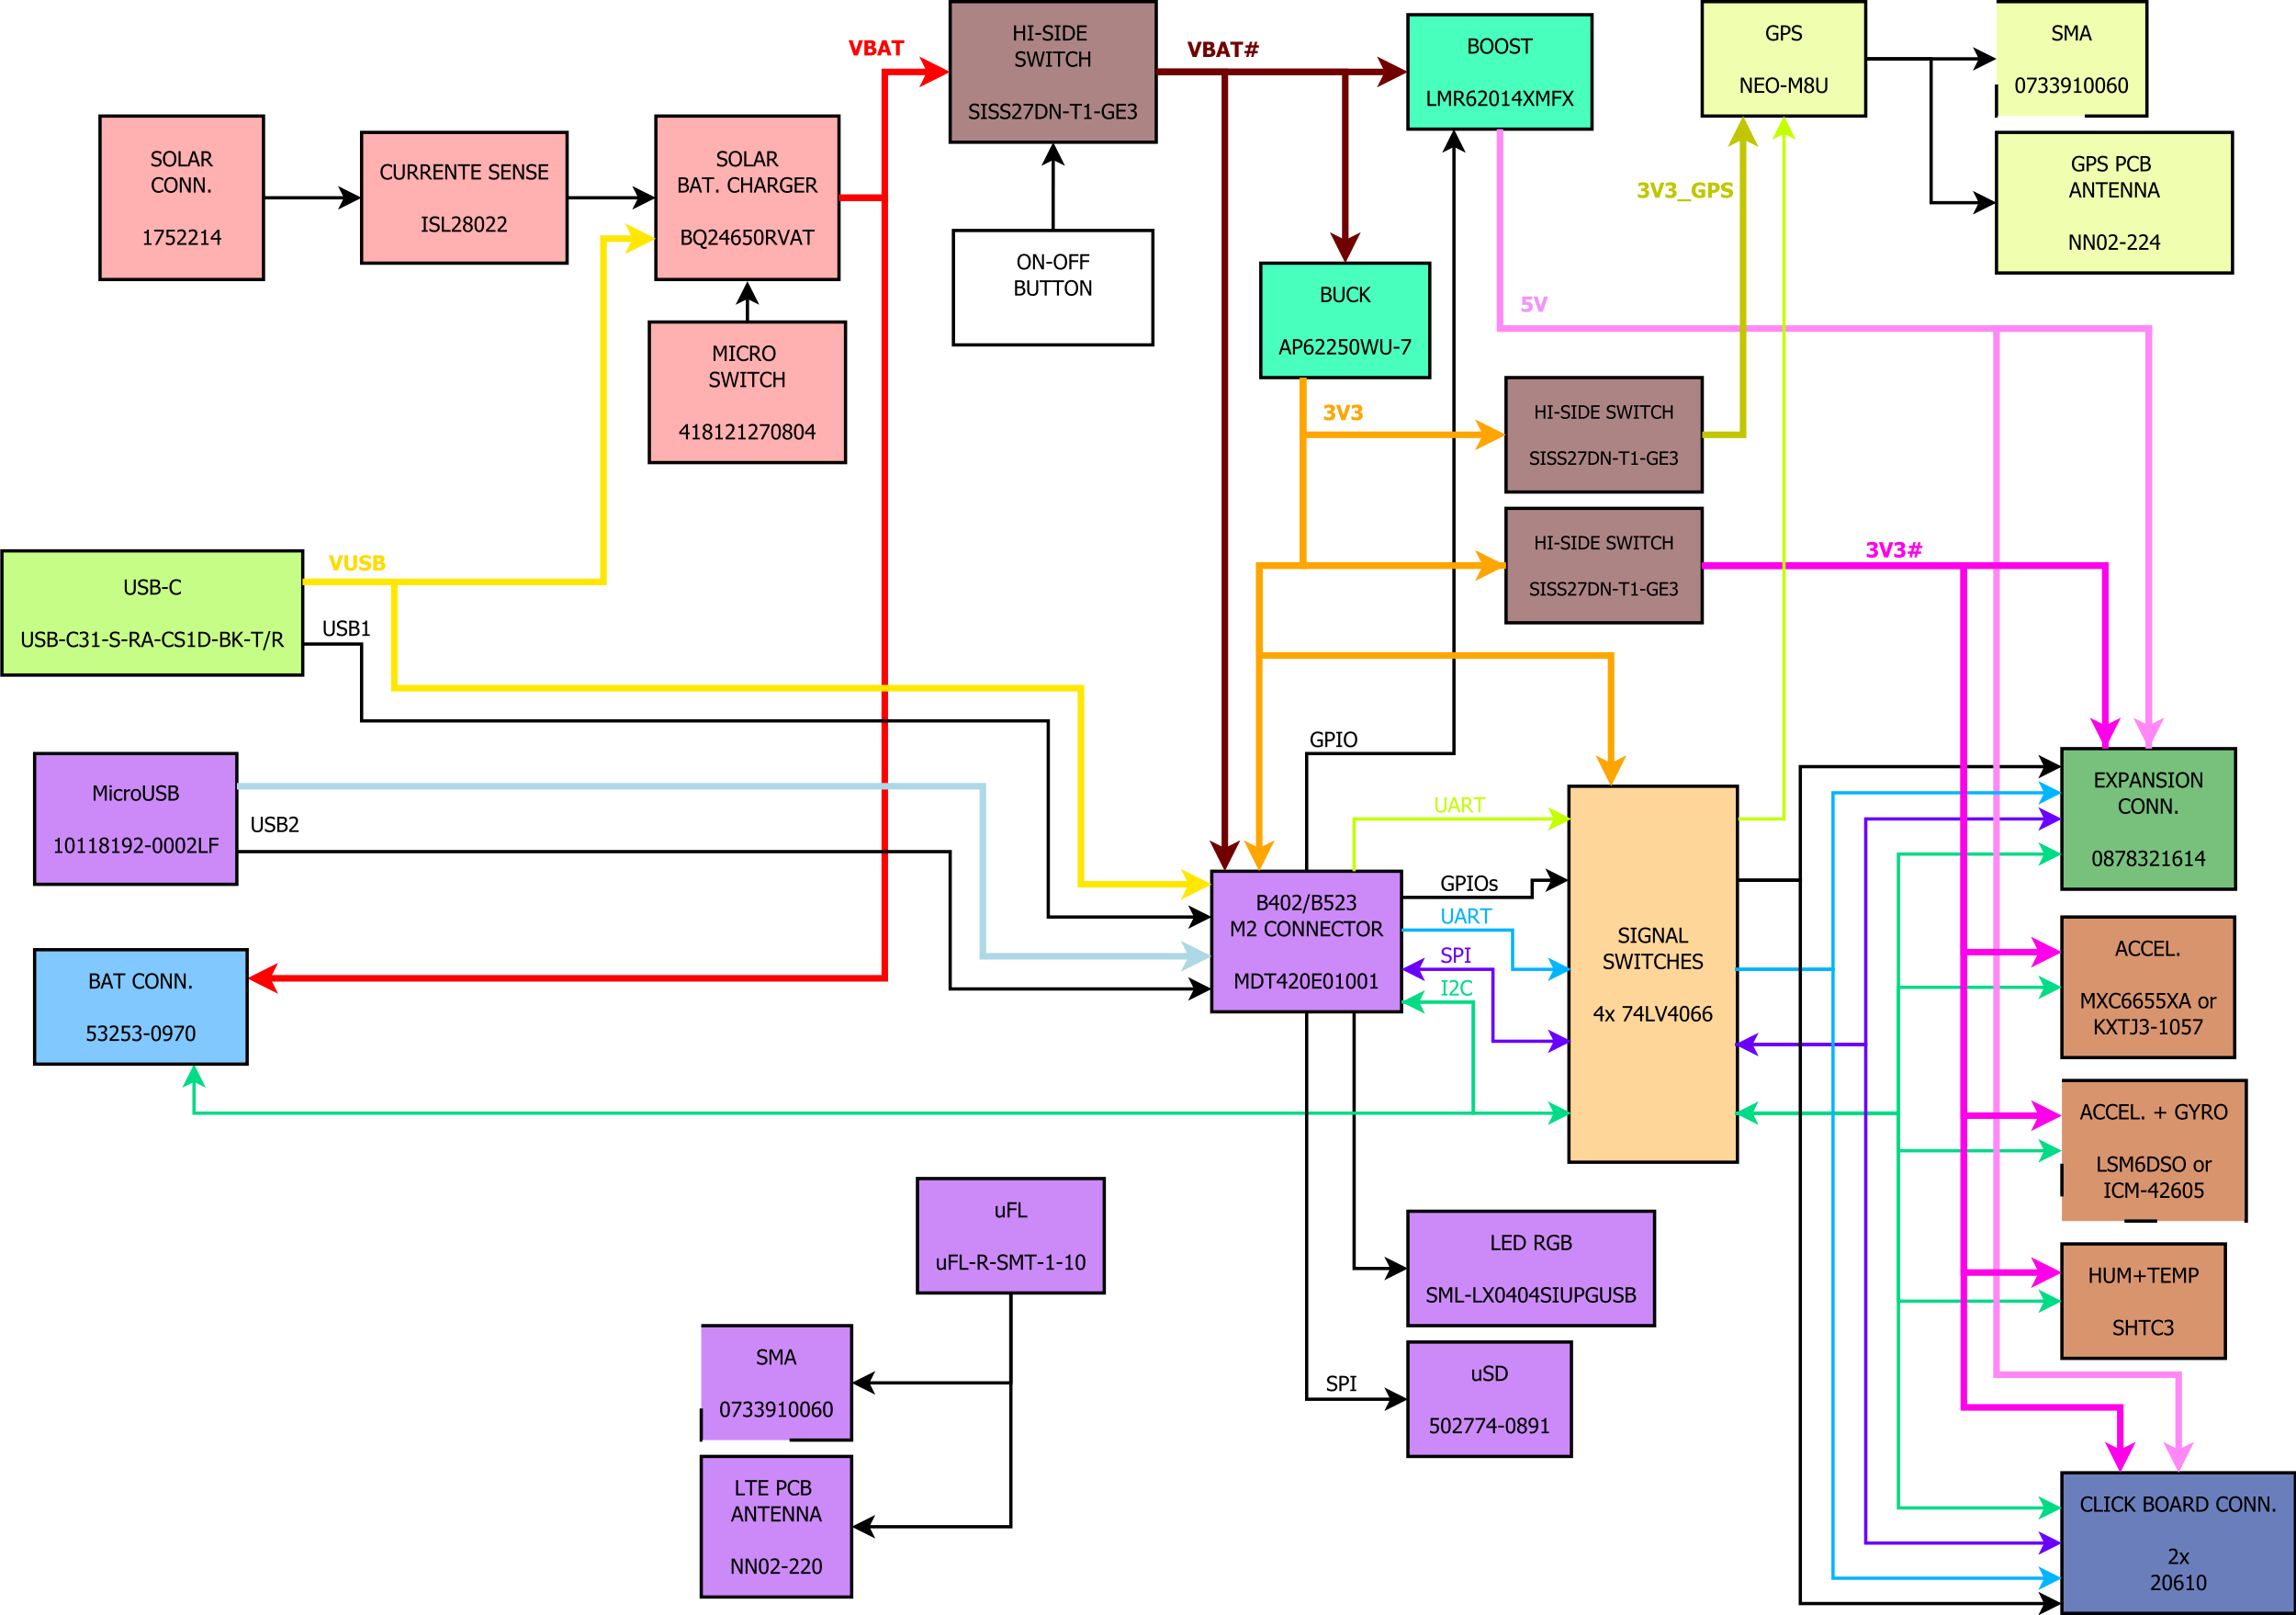 VBAT
HI-SIDE
SWITCH
SISS27DN-T1-GE3
VBAT#
BOOST
LMR62014XMFX
GPS
NEO-M8U
SMA
0733910060
SOLAR
CONN.
1752214
CURRENTE SENSE
ISL28022
SOLAR
BAT. CHARGER
BQ24650RVAT
GPS PCB
ANTENNA
NN02-224
3V3_GPS
ON-OFF
BUTTON
BUCK
AP62250WU-7
5V
MICRO
SWITCH
418121270804
3V3
HI-SIDE SWITCH
SISS27DN-T1-GE3
HI-SIDE SWITCH
SISS27DN-T1-GE3
3V3#
VUSB
USB-C
USB-C31-S-RA-CS1D-BK-T/R
USB1
MicroUSB
10118192-0002LF
USB2
GPIO
UART
EXPANSION
CONN.
0878321614
B402/B523
M2 CONNECTOR
MDT420E01001
GPIOs
UART
SPI
I2C
SIGNAL
SWITCHES
4x 74LV4066
BAT CONN.
53253-0970
ACCEL.
MXC6655XA or
KXTJ3-1057
ACCEL. + GYRO
LSM6DSO or
ICM-42605
uFL
uFL-R-SMT-1-10
LED RGB
SML-LX0404SIUPGUSB
HUM+TEMP
SHTC3
SMA
0733910060
SPI
uSD
502774-0891
LTE PCB
ANTENNA
NN02-220
CLICK BOARD CONN.
2x
20610